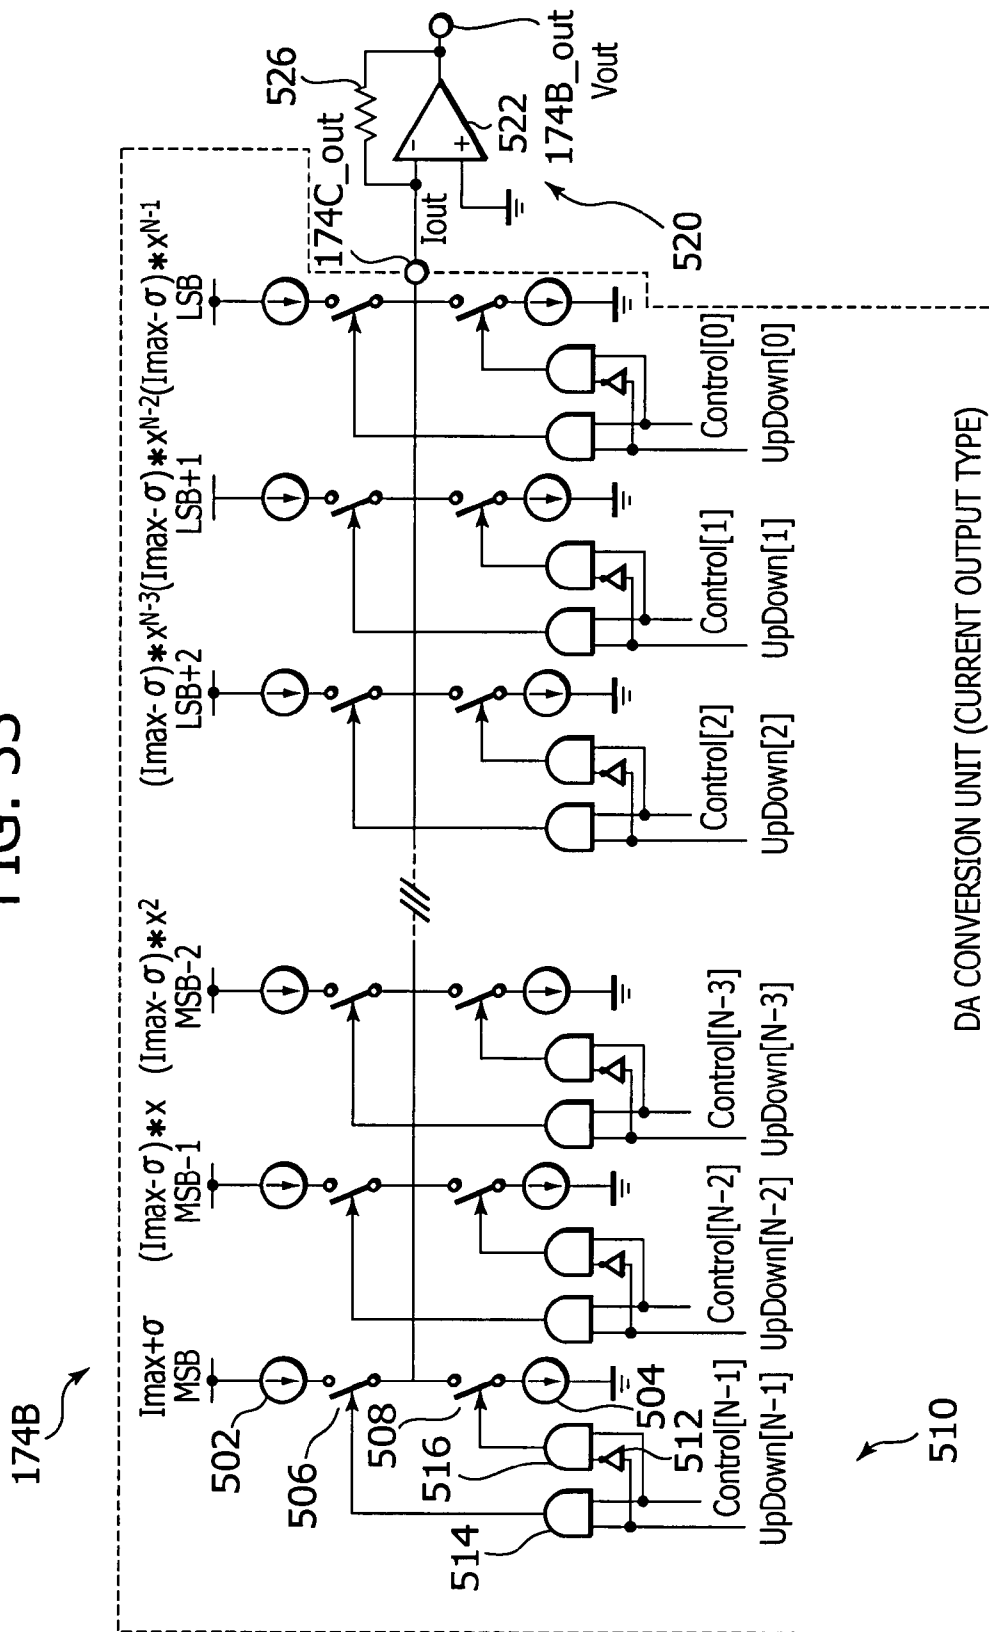 FIG.
174B
Imax+σ
MSB
(Imax-σ)*x
MSB-1
(Imax-σ)*x²
MSB-2
(Imax-σ)*x^N-3
LSB+2
(Imax-σ)*x^N-2
LSB+1
(Imax-σ)*x^N-1
LSB
502
506
508
504
514
516
512
174C_out
Iout
526
522
174B_out
Vout
520
Control[N-1]
UpDown[N-1]
Control[N-2]
UpDown[N-2]
Control[N-3]
UpDown[N-3]
Control[2]
UpDown[2]
Control[1]
UpDown[1]
Control[0]
UpDown[0]
510
DA CONVERSION UNIT (CURRENT OUTPUT TYPE)